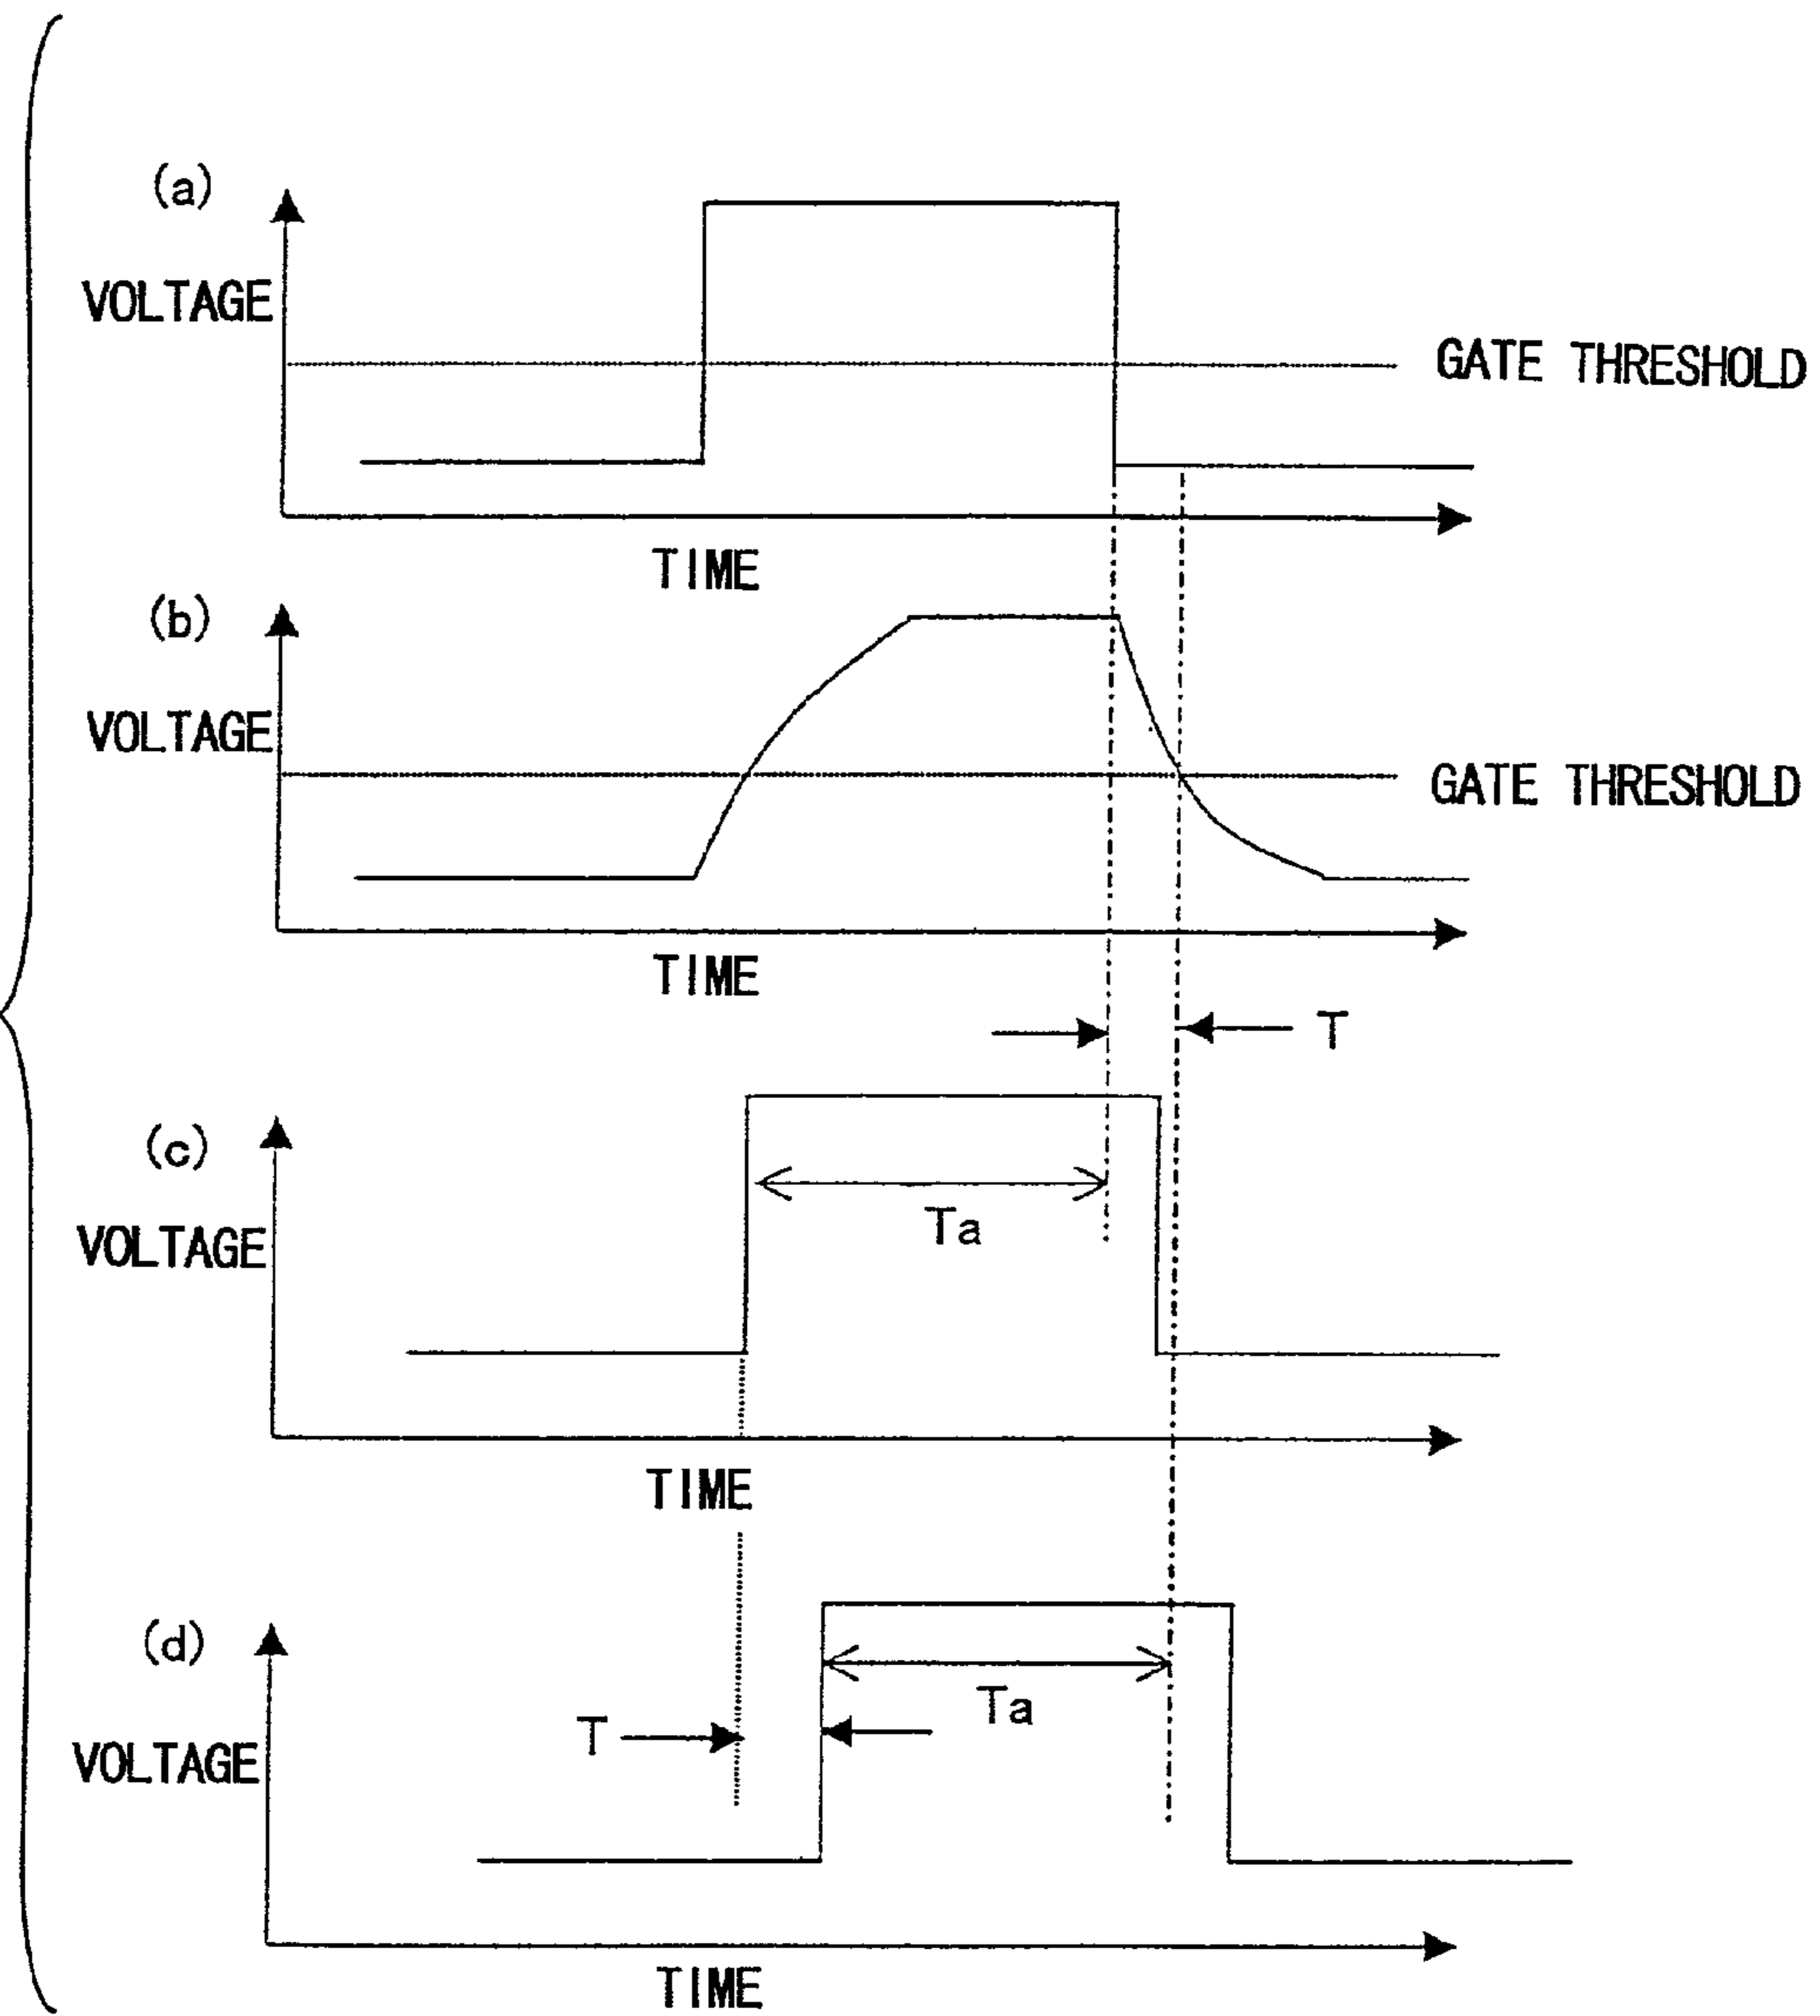 (a)
VOLTAGE
GATE THRESHOLD
TIME
(b)
VOLTAGE
GATE THRESHOLD
TIME
T
(c)
Ta
VOLTAGE
TIME
(d)
Ta
T
VOLTAGE
TIME